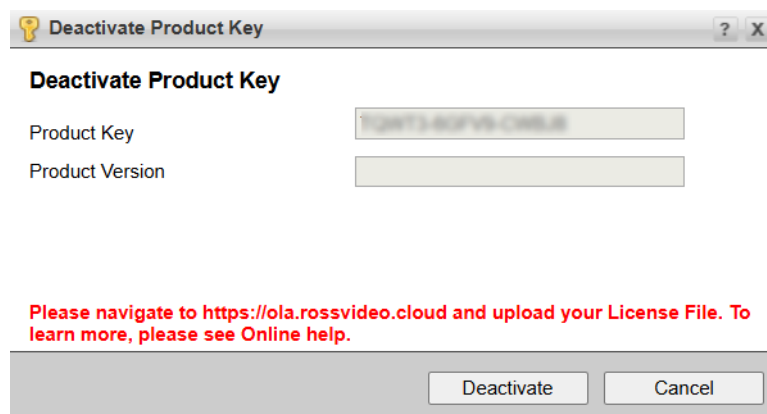 Deactivate Product Key
? X
Deactivate Product Key
Product Key
Product Version
Please navigate to https://ola.rossvideo.cloud and upload your License File. To
learn more, please see Online help.
Deactivate Cancel